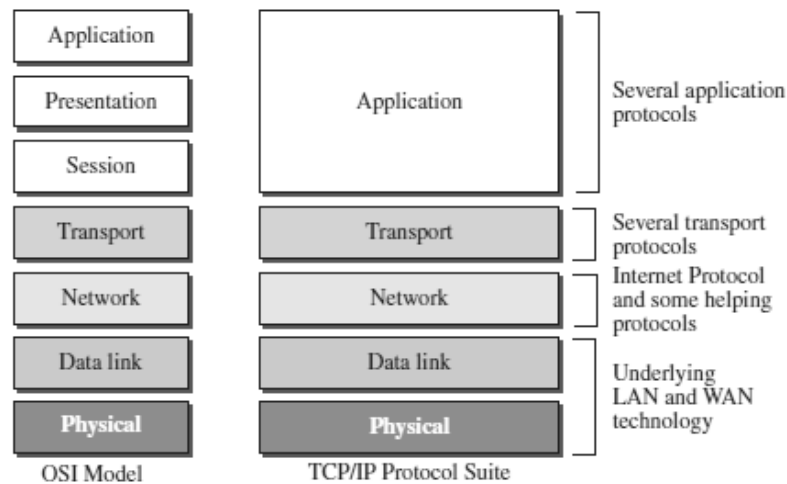 Application
Presentation
Session
Transport
Network
Data link
Physical
OSI Model
Application
Transport
Network
Data link
Physical
TCP/IP Protocol Suite
Several application
protocols
Several transport
protocols
Internet Protocol
and some helping
protocols
Underlying
LAN and WAN
technology